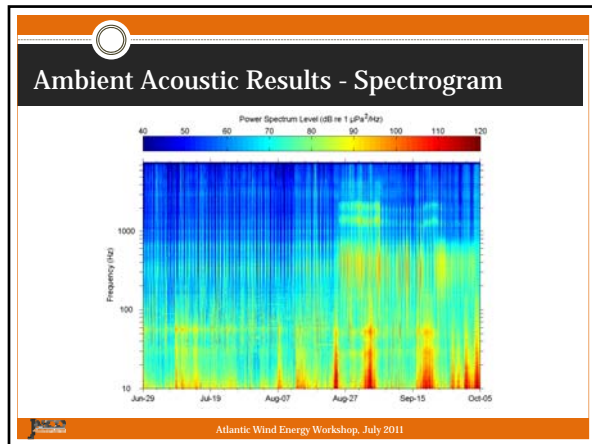 Ambient Acoustic Results - Spectrogram
Power Spectrum Level (dB re 1 µPa²/Hz)
40 50 60 70 80 90 100 110 120
Frequency (Hz)
1000
100
10
Jun-29 Jul-19 Aug-07 Aug-27 Sep-15 Oct-05
Atlantic Wind Energy Workshop, July 2011